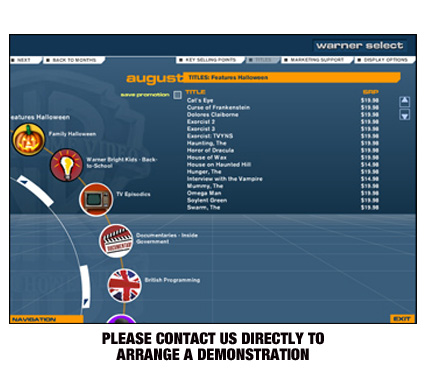 warner select
NEXT
BACK TO MONTHS
KEY SELLING POINTS
TITLES
MARKETING SUPPORT
DISPLAY OPTIONS
august
TITLES: Features Halloween
save promotion
TITLE SRP
Cat's Eye $19.98
Curse of Frankenstein $19.98
Dolores Claiborne $19.98
Exorcist 2 $19.98
Exorcist 3 $19.98
Exorcist: TVYNS $19.98
Haunting, The $19.98
Horor of Dracula $19.98
House of Wax $19.98
House on Haunted Hill $14.98
Hunger, The $19.98
Interview with the Vampire $14.98
Mummy, The $19.98
Omega Man $19.98
Soylent Green $19.98
Swarm, The $19.98
eatures Halloween
Family Halloween
Warner Bright Kids - Back-
to-School
TV Episodics
Documentaries - Inside
Government
British Programming
NAVIGATION
EXIT
PLEASE CONTACT US DIRECTLY TO
ARRANGE A DEMONSTRATION